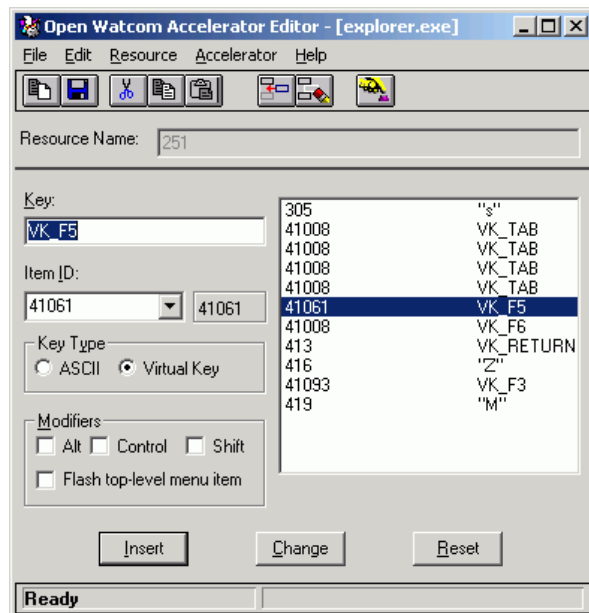 Open Watcom Accelerator Editor - [explorer.exe]
File Edit Resource Accelerator Help
Resource Name: 251
Key:
VK_F5
Item ID:
41061 41061
Key Type
ASCII Virtual Key
Modifiers
Alt Control Shift
Flash top-level menu item
305 "s"
41008 VK_TAB
41008 VK_TAB
41008 VK_TAB
41008 VK_TAB
41061 VK_F5
41008 VK_F6
413 VK_RETURN
416 "Z"
41093 VK_F3
419 "M"
Insert Change Reset
Ready